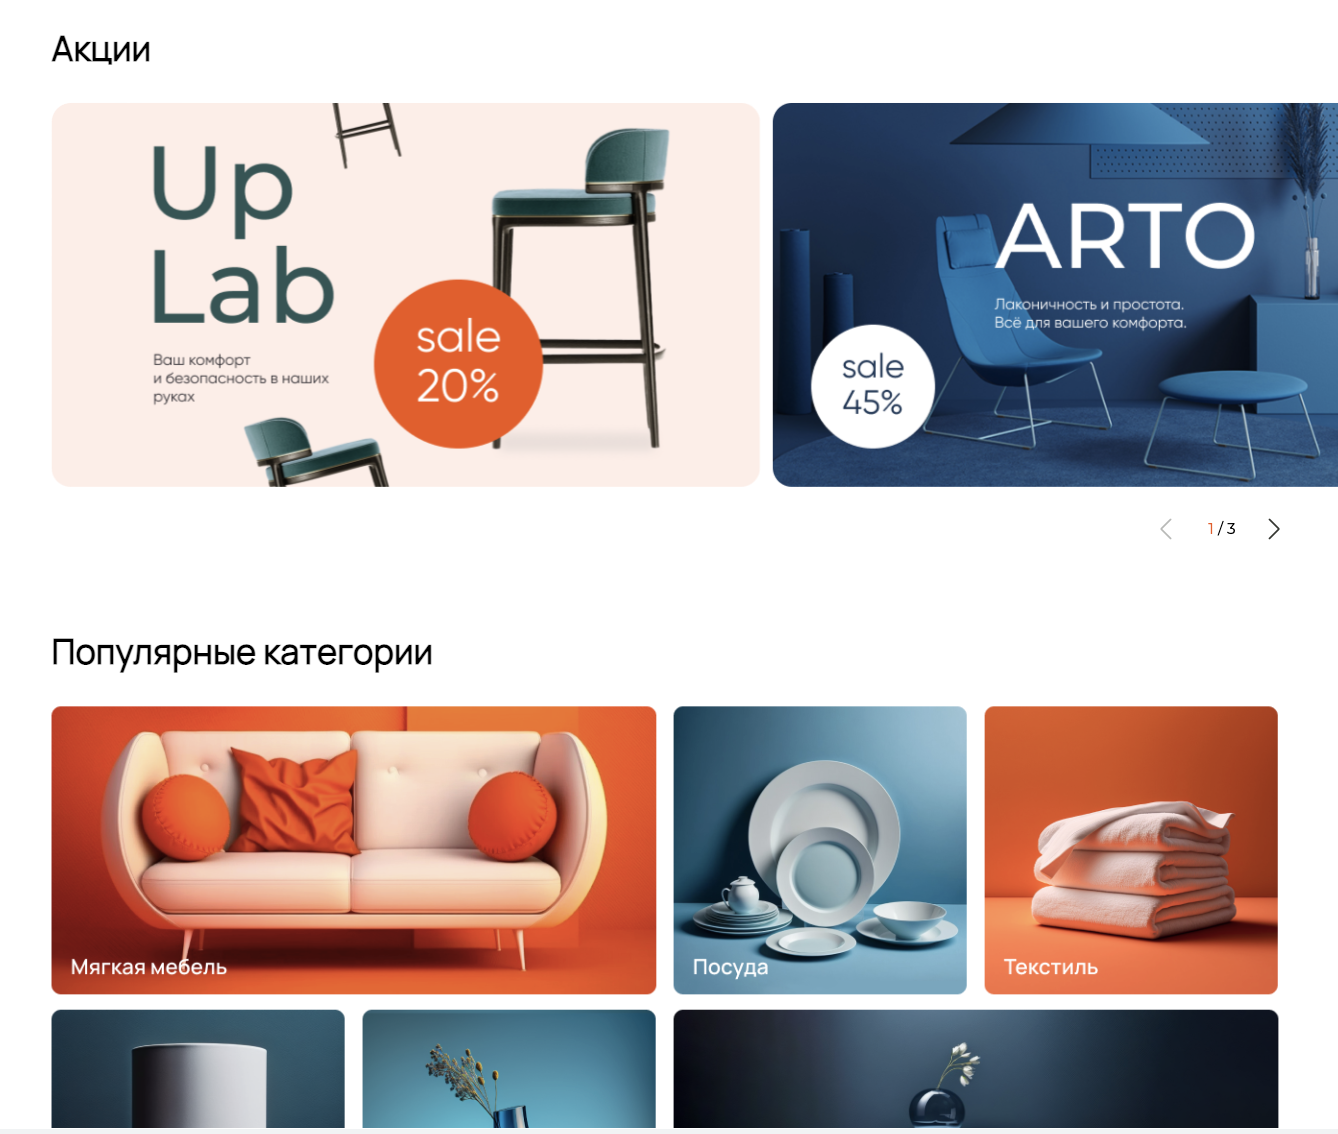 Акции
Up
Lab
Ваш комфорт
и безопасность в наших
руках
sale
20%
ARTO
Лаконичность и простота.
Всё для вашего комфорта.
sale
45%
1 / 3
Популярные категории
Мягкая мебель
Посуда
Текстиль